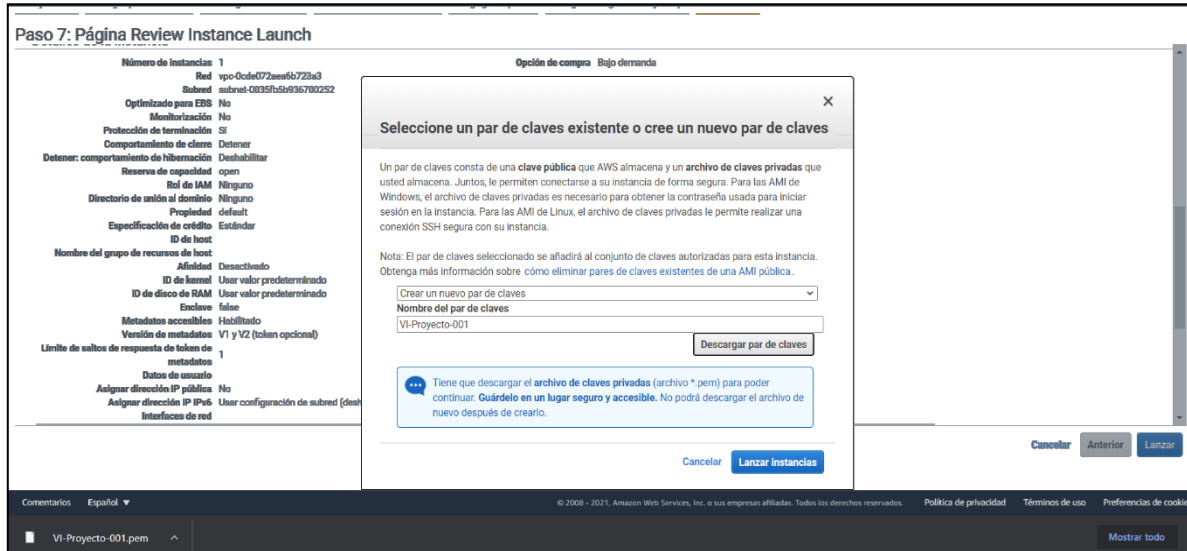 Paso 7: Página Review Instance Launch
Detalles de la instancia
Número de instancias 1
Opción de compra Bajo demanda
Red vpc-0cde072aea6b723a3
Subred subnet-0835fb5b936780252
Optimizado para EBS No
Monitorización No
Protección de terminación Sí
Comportamiento de cierre Detener
Detener: comportamiento de hibernación Deshabilitar
Reserva de capacidad open
Rol de IAM Ninguno
Directorio de unión al dominio Ninguno
Propiedad default
Especificación de crédito Estándar
ID de host
Nombre del grupo de recursos de host
Afinidad Desactivado
ID de kernel Usar valor predeterminado
ID de disco de RAM Usar valor predeterminado
Enclave false
Metadatos accesibles Habilitado
Versión de metadatos V1 y V2 (token opcional)
Límite de saltos de respuesta de token de
metadatos 1
Datos de usuario
Asignar dirección IP pública No
Asignar dirección IP IPv6 Usar configuración de subred (desh
Interfaces de red
Seleccione un par de claves existente o cree un nuevo par de claves
Un par de claves consta de una clave pública que AWS almacena y un archivo de claves privadas que
usted almacena. Juntos, le permiten conectarse a su instancia de forma segura. Para las AMI de
Windows, el archivo de claves privadas es necesario para obtener la contraseña usada para iniciar
sesión en la instancia. Para las AMI de Linux, el archivo de claves privadas le permite realizar una
conexión SSH segura con su instancia.
Nota: El par de claves seleccionado se añadirá al conjunto de claves autorizadas para esta instancia.
Obtenga más información sobre cómo eliminar pares de claves existentes de una AMI pública.
Crear un nuevo par de claves
Nombre del par de claves
VI-Proyecto-001
Descargar par de claves
Tiene que descargar el archivo de claves privadas (archivo *.pem) para poder
continuar. Guárdelo en un lugar seguro y accesible. No podrá descargar el archivo de
nuevo después de crearlo.
Cancelar Lanzar instancias
Cancelar Anterior Lanzar
Comentarios Español © 2008 - 2021, Amazon Web Services, Inc. o sus empresas afiliadas. Todos los derechos reservados. Política de privacidad Términos de uso Preferencias de cookie
VI-Proyecto-001.pem Mostrar todo